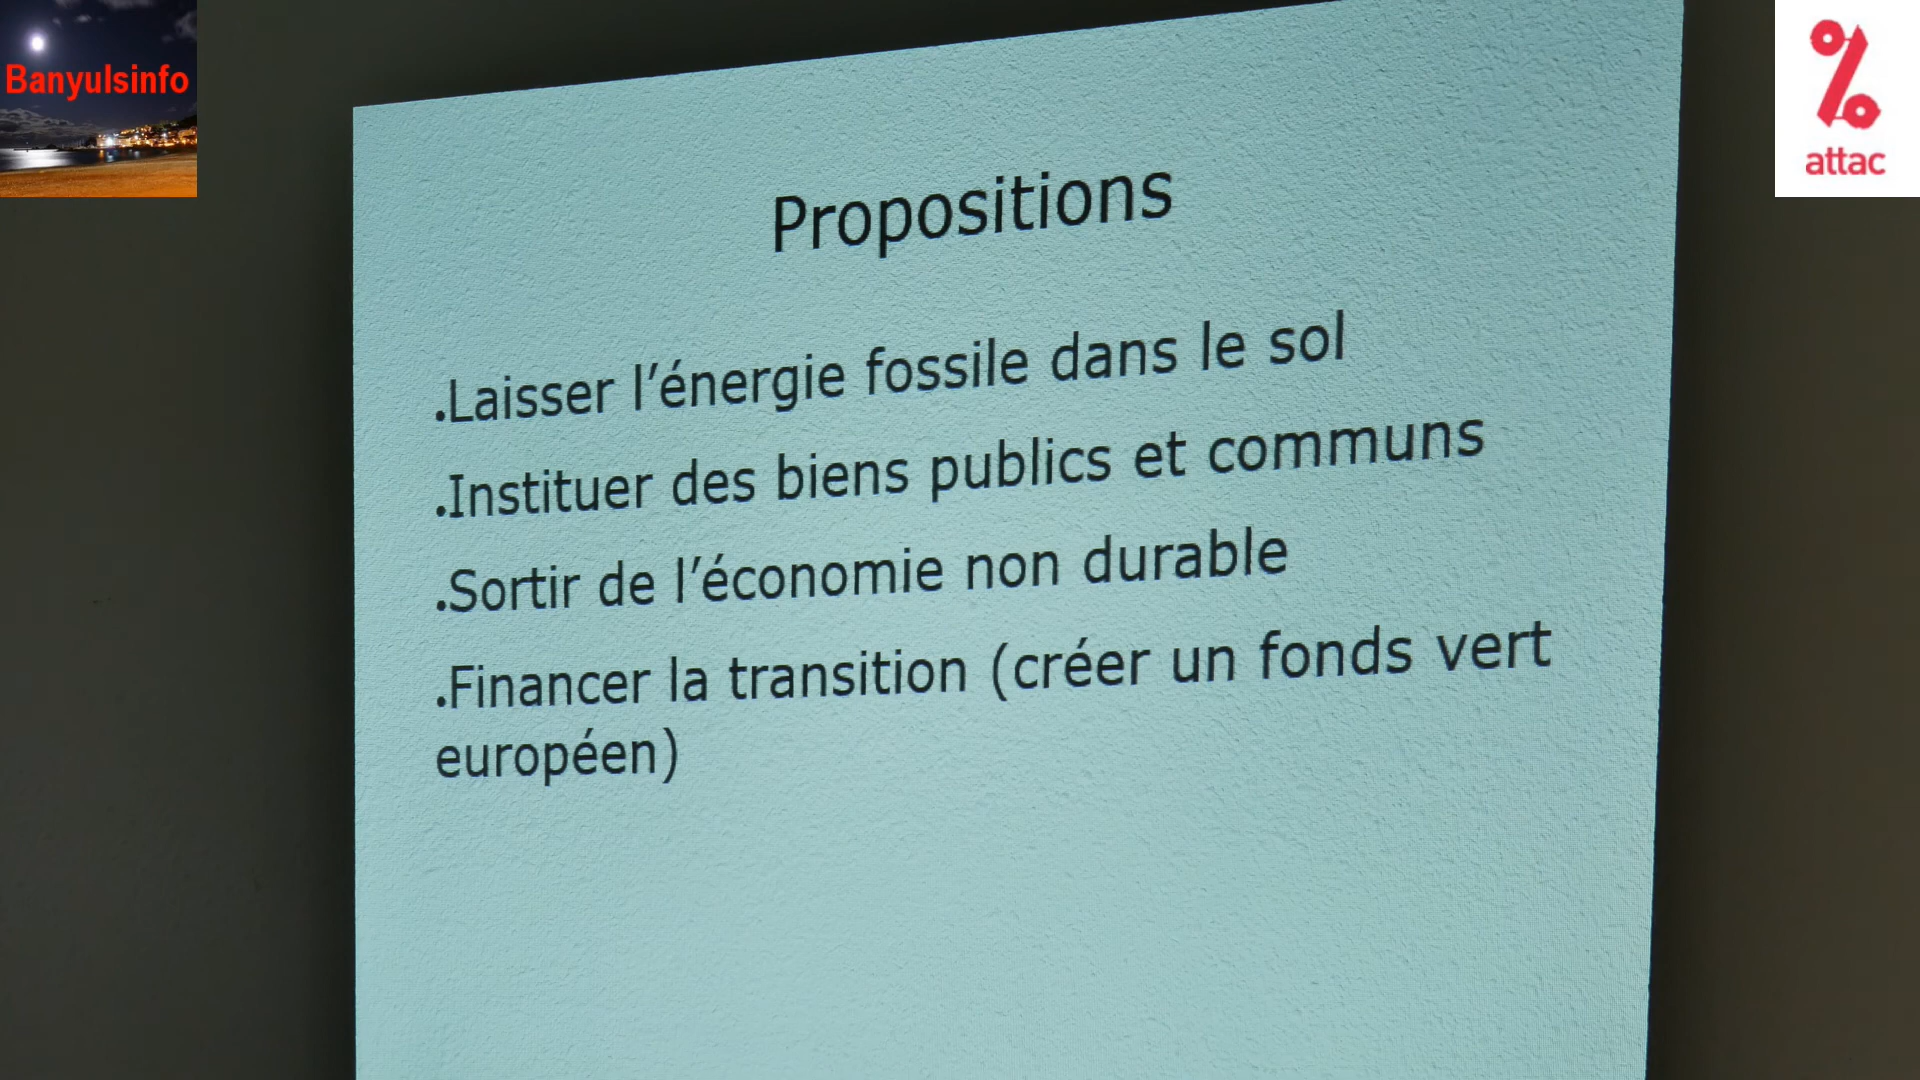 Banyulsinfo
attac
Propositions
.Laisser l’énergie fossile dans le sol
.Instituer des biens publics et communs
.Sortir de l’économie non durable
.Financer la transition (créer un fonds vert
européen)